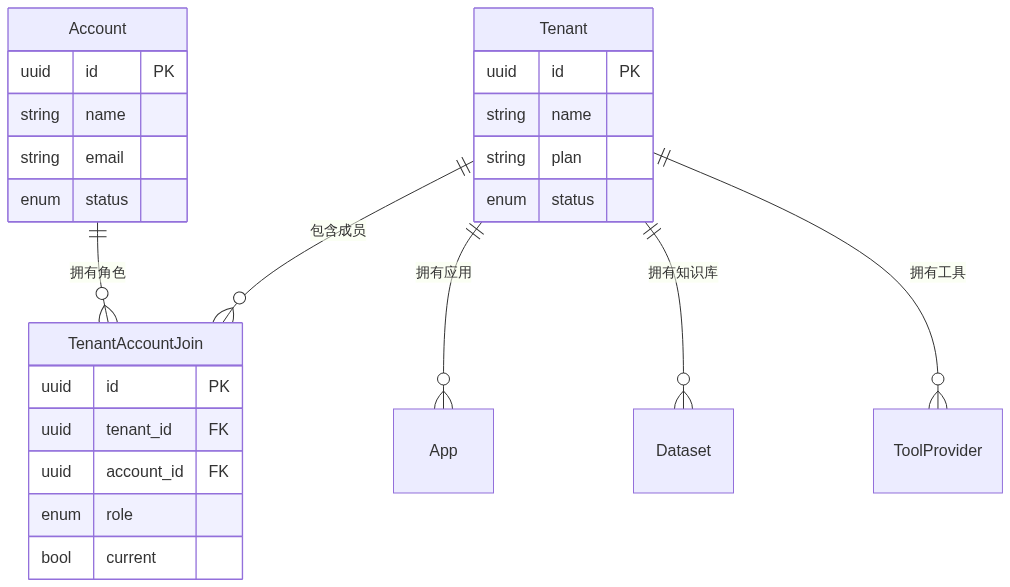 Account
uuid id PK
string name
string email
enum status
Tenant
uuid id PK
string name
string plan
enum status
包含成员
拥有角色
拥有应用
拥有知识库
拥有工具
TenantAccountJoin
uuid id PK
uuid tenant_id FK
uuid account_id FK
enum role
bool current
App
Dataset
ToolProvider